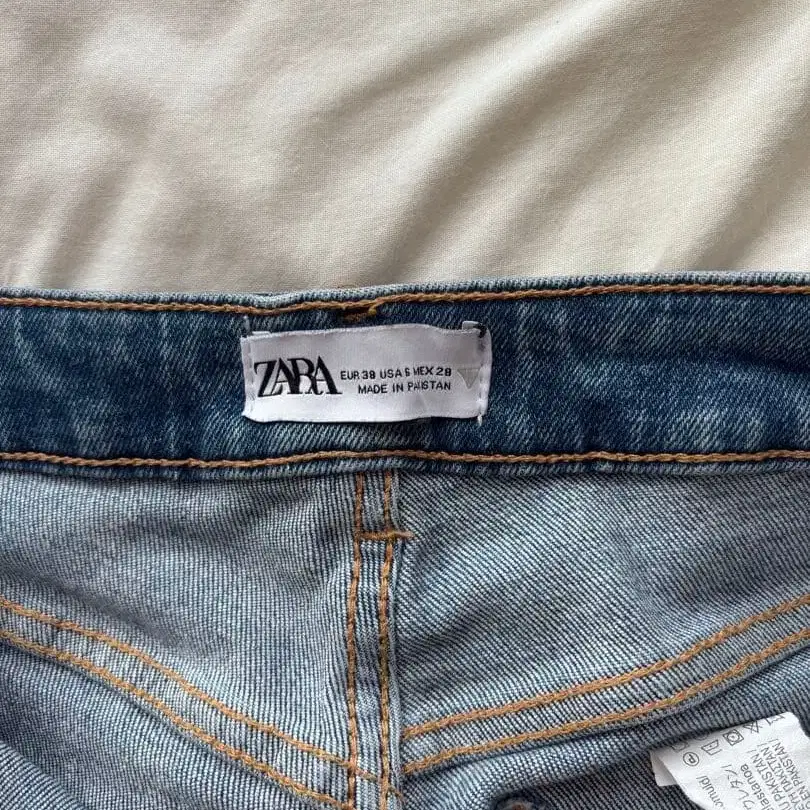 ZARA
EUR 38 USA 6 MEX 28
MADE IN PAKISTAN